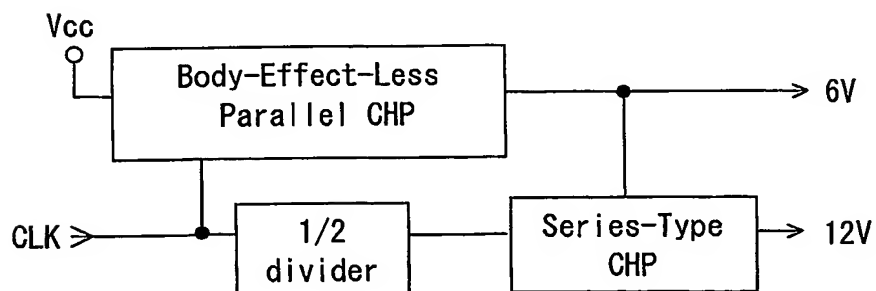 Vcc
Body-Effect-Less
Parallel CHP
6V
CLK
1/2
divider
Series-Type
CHP
12V